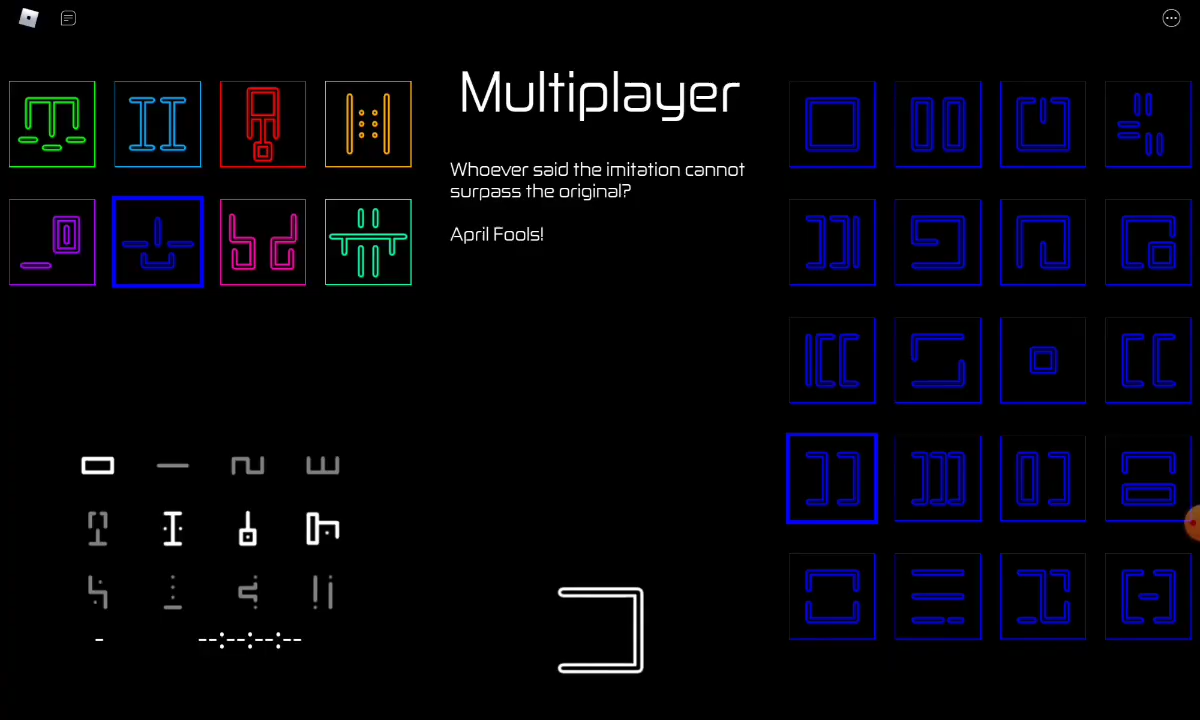 Multiplayer
Whoever said the imitation cannot
surpass the original?
April Fools!
- --:--:--:--